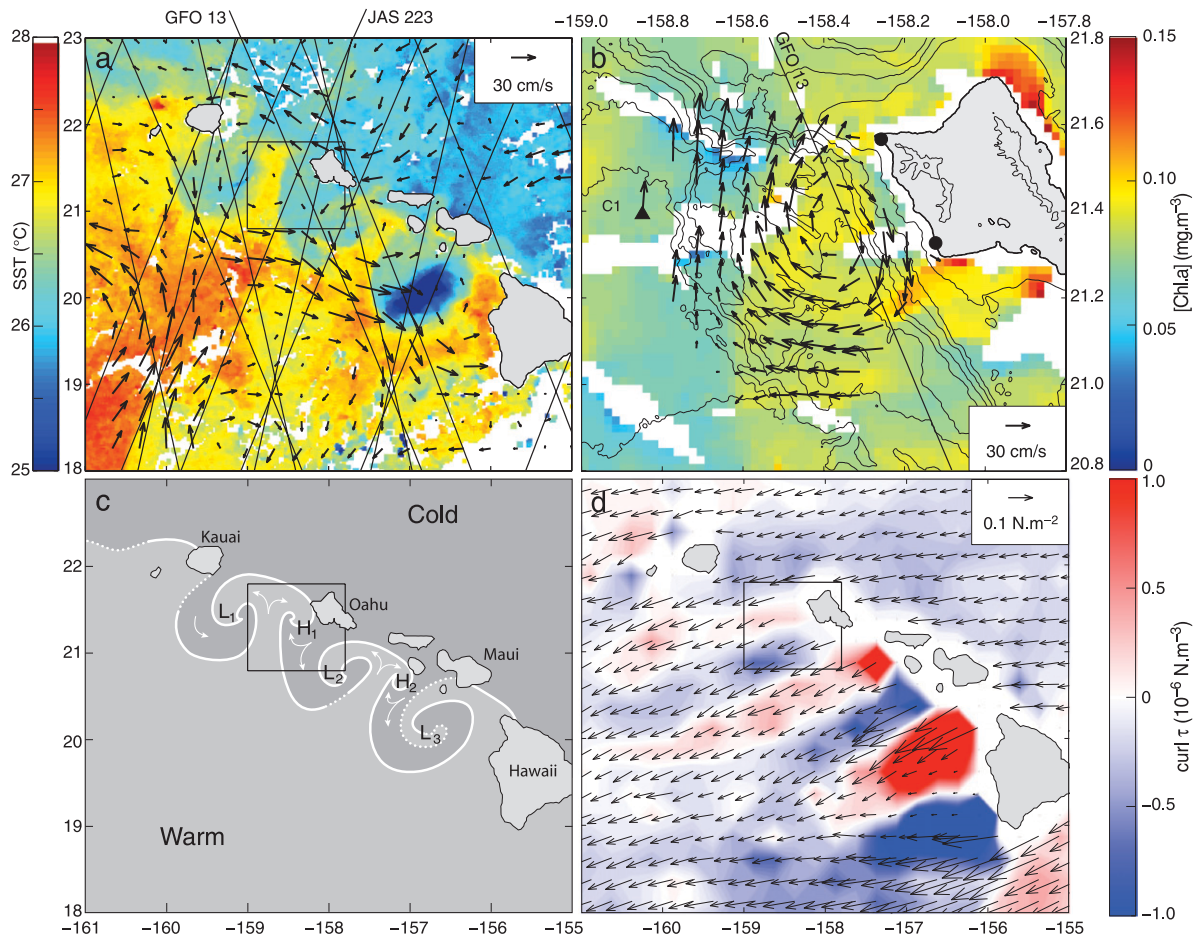 GFO 13
JAS 223
−159.0
−158.8
−158.6
−158.4
−158.2
−158.0
−157.8
28
27
26
25
SST (°C)
23
22
21
20
19
18
a
30 cm/s
b
GFO 13
C1
30 cm/s
21.8
21.6
21.4
21.2
21.0
20.8
0.15
0.10
0.05
0
[Chla] (mg.m−3)
c
Cold
Kauai
Oahu
Maui
Hawaii
L1
H1
L2
H2
L3
Warm
22
21
20
19
18
−161
−160
−159
−158
−157
−156
−155
d
0.1 N.m−2
−160
−159
−158
−157
−156
−155
1.0
0.5
0
−0.5
−1.0
curl τ (10−6 N.m−3)